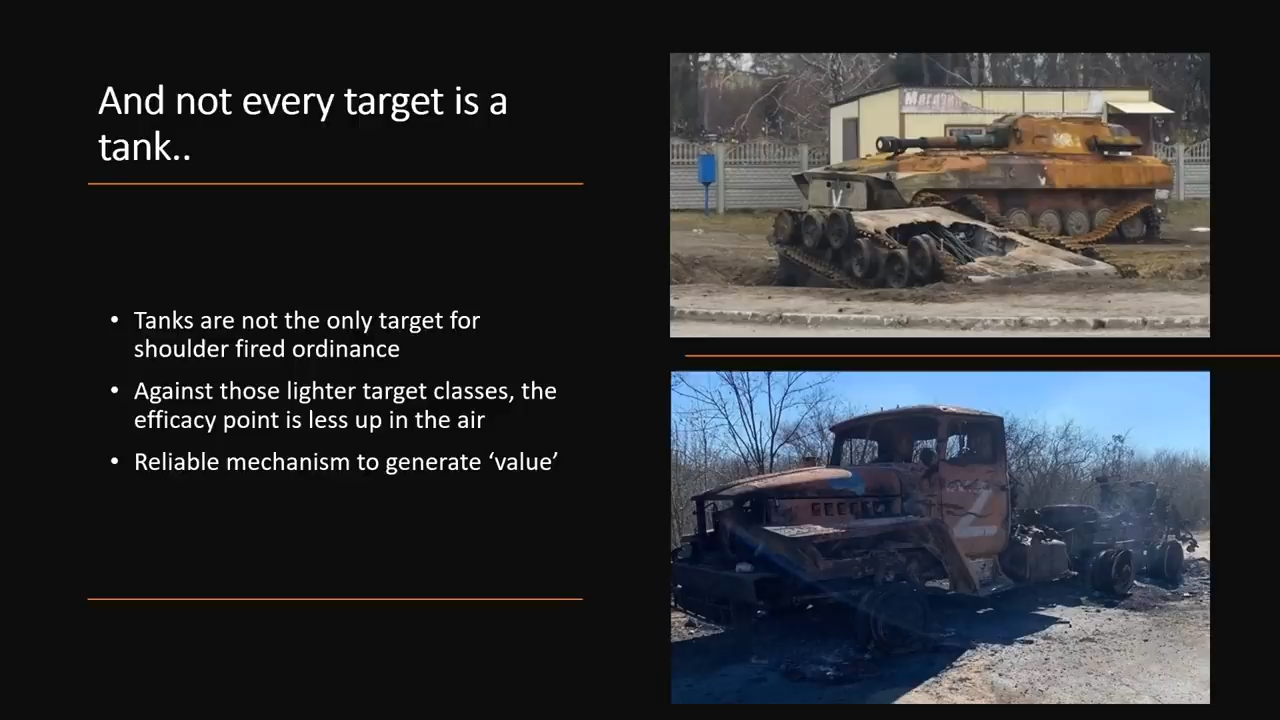 And not every target is a
tank..
• Tanks are not the only target for
shoulder fired ordinance
• Against those lighter target classes, the
efficacy point is less up in the air
• Reliable mechanism to generate ‘value’
Магазин
V
Z